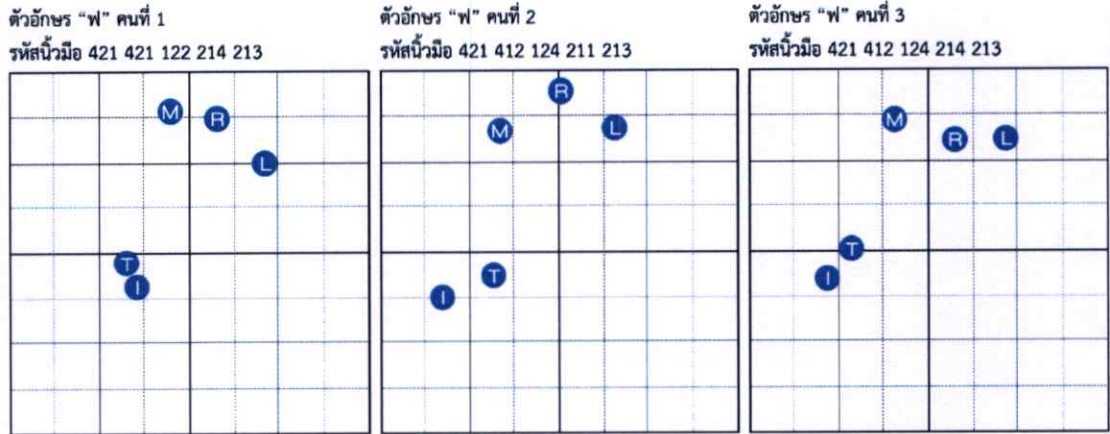 ตัวอักษร “ฟ” คนที่ 1
รหัสนิ้วมือ 421 421 122 214 213
M
R
L
T
I
ตัวอักษร “ฟ” คนที่ 2
รหัสนิ้วมือ 421 412 124 211 213
R
M
L
T
I
ตัวอักษร “ฟ” คนที่ 3
รหัสนิ้วมือ 421 412 124 214 213
M
R
L
T
I